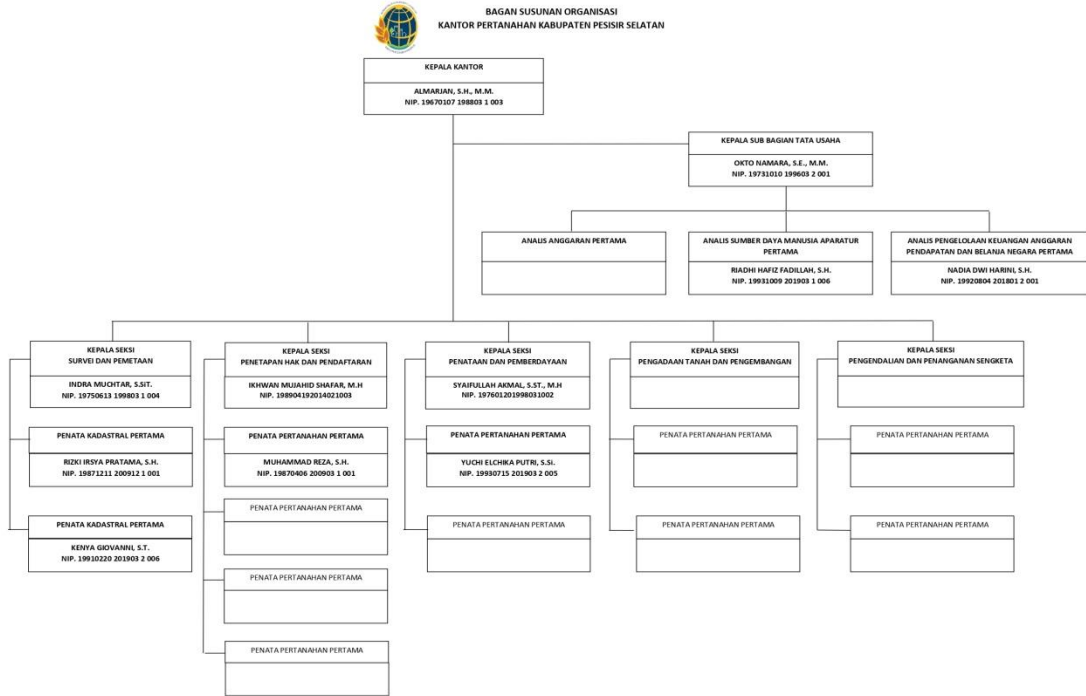 BAGAN SUSUNAN ORGANISASI
KANTOR PERTANAHAN KABUPATEN PESISIR SELATAN
KEPALA KANTOR
ALMARJAN, S.H., M.M.
NIP. 19670107 198803 1 003
KEPALA SUB BAGIAN TATA USAHA
OKTO NAMARA, S.E., M.M.
NIP. 19731010 199603 2 001
ANALIS ANGGARAN PERTAMA
ANALIS SUMBER DAYA MANUSIA APARATUR
PERTAMA
RIADHI HAFIZ FADILLAH, S.H.
NIP. 19931009 201903 1 006
ANALIS PENGELOLAAN KEUANGAN ANGGARAN
PENDAPATAN DAN BELANJA NEGARA PERTAMA
NADIA DWI HARINI, S.H.
NIP. 19920804 201801 2 001
KEPALA SEKSI
SURVEI DAN PEMETAAN
INDRA MUCHTAR, S.SiT.
NIP. 19750613 199803 1 004
PENATA KADASTRAL PERTAMA
RIZKI IRSYA PRATAMA, S.H.
NIP. 19871211 200912 1 001
PENATA KADASTRAL PERTAMA
KENYA GIOVANNI, S.T.
NIP. 19910220 201903 2 006
KEPALA SEKSI
PENETAPAN HAK DAN PENDAFTARAN
IKHWAN MUJAHID SHAFAR, M.H
NIP. 198904192014021003
PENATA PERTANAHAN PERTAMA
MUHAMMAD REZA, S.H.
NIP. 19870406 200903 1 001
PENATA PERTANAHAN PERTAMA
PENATA PERTANAHAN PERTAMA
PENATA PERTANAHAN PERTAMA
KEPALA SEKSI
PENATAAN DAN PEMBERDAYAAN
SYAIFULLAH AKMAL, S.ST., M.H
NIP. 197601201998031002
PENATA PERTANAHAN PERTAMA
YUCHI ELCHIKA PUTRI, S.Si.
NIP. 19930715 201903 2 005
PENATA PERTANAHAN PERTAMA
KEPALA SEKSI
PENGADAAN TANAH DAN PENGEMBANGAN
PENATA PERTANAHAN PERTAMA
PENATA PERTANAHAN PERTAMA
KEPALA SEKSI
PENGENDALIAN DAN PENANGANAN SENGKETA
PENATA PERTANAHAN PERTAMA
PENATA PERTANAHAN PERTAMA